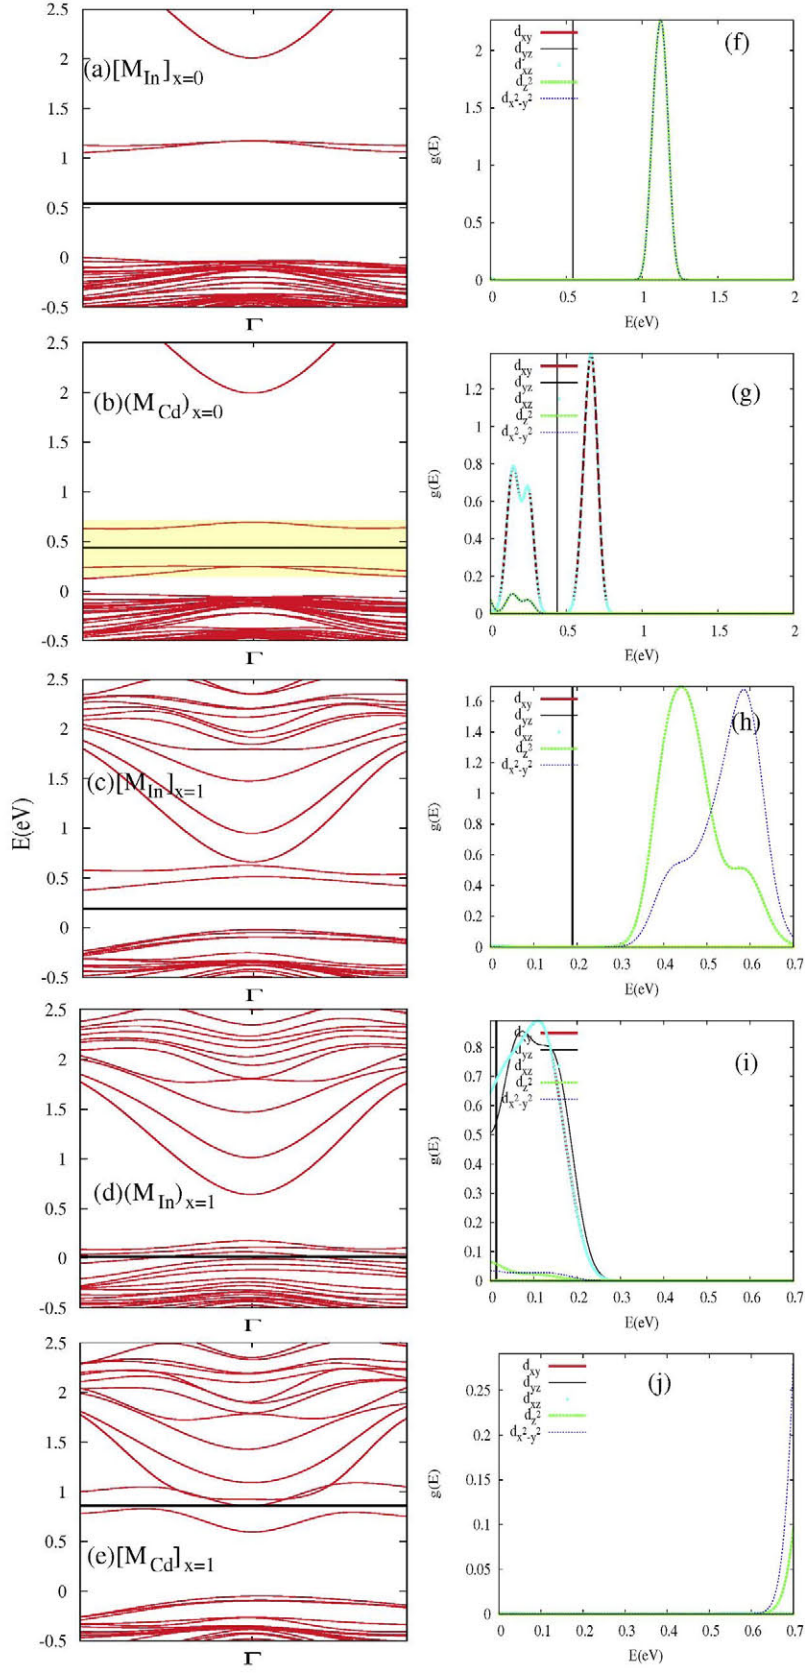 2.5
2
1.5
1
0.5
0
-0.5
(a)[M_In]_x=0
Γ
d_xy
d_yz
d_xz
d_z²
d_x²-y²
(f)
g(E)
2
1.5
1
0.5
0
0
0.5
1
1.5
2
E(eV)
2.5
2
1.5
1
0.5
0
-0.5
(b)(M_Cd)_x=0
Γ
d_xy
d_yz
d_xz
d_z²
d_x²-y²
(g)
g(E)
1.2
1
0.8
0.6
0.4
0.2
0
0
0.5
1
1.5
2
E(eV)
E(eV)
2.5
2
1.5
1
0.5
0
-0.5
(c)[M_In]_x=1
Γ
d_xy
d_yz
d_xz
d_z²
d_x²-y²
(h)
g(E)
1.6
1.4
1.2
1
0.8
0.6
0.4
0.2
0
0
0.1
0.2
0.3
0.4
0.5
0.6
0.7
E(eV)
2.5
2
1.5
1
0.5
0
-0.5
(d)(M_In)_x=1
Γ
d_xy
d_yz
d_xz
d_z²
d_x²-y²
(i)
g(E)
0.8
0.7
0.6
0.5
0.4
0.3
0.2
0.1
0
0
0.1
0.2
0.3
0.4
0.5
0.6
0.7
E(eV)
2.5
2
1.5
1
0.5
0
-0.5
(e)[M_Cd]_x=1
Γ
d_xy
d_yz
d_xz
d_z²
d_x²-y²
(j)
g(E)
0.25
0.2
0.15
0.1
0.05
0
0
0.1
0.2
0.3
0.4
0.5
0.6
0.7
E(eV)